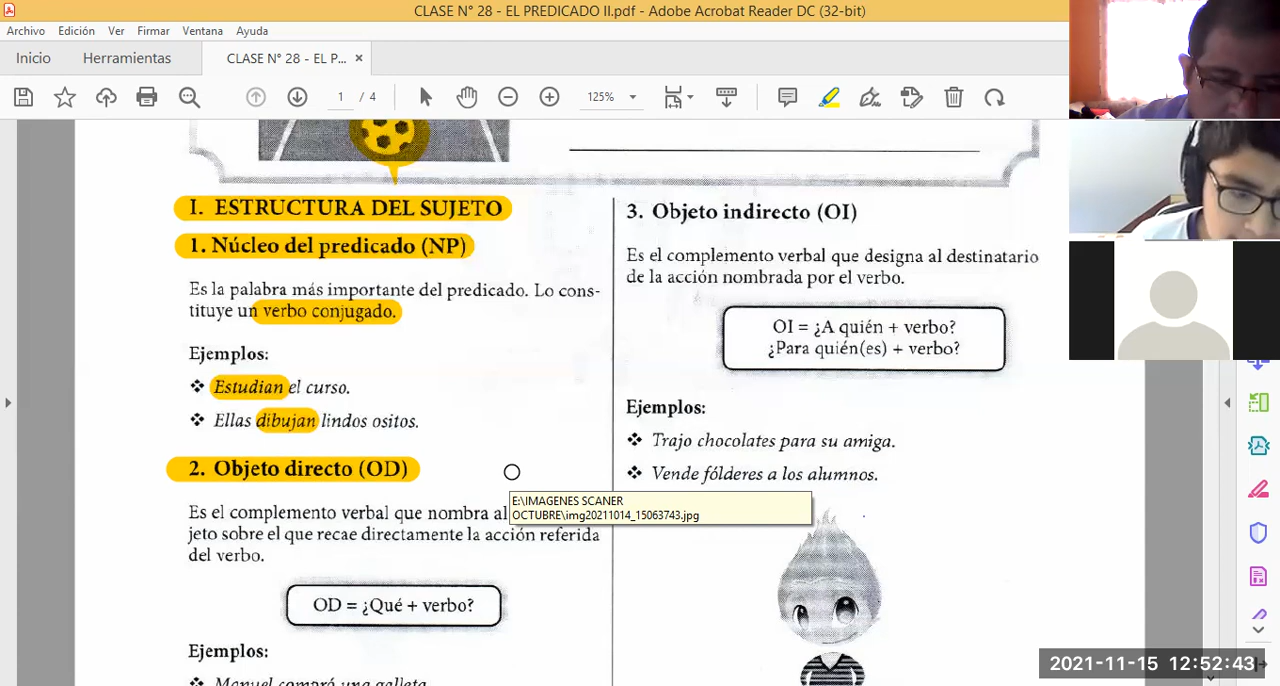 CLASE N° 28 - EL PREDICADO II.pdf - Adobe Acrobat Reader DC (32-bit)
Archivo Edición Ver Firmar Ventana Ayuda
Inicio Herramientas CLASE N° 28 - EL P... ×
1 / 4 125%
I. ESTRUCTURA DEL SUJETO
1. Núcleo del predicado (NP)
Es la palabra más importante del predicado. Lo cons-
tituye un verbo conjugado.
Ejemplos:
❖ Estudian el curso.
❖ Ellas dibujan lindos ositos.
2. Objeto directo (OD)
Es el complemento verbal que nombra al
jeto sobre el que recae directamente la acción referida
del verbo.
OD = ¿Qué + verbo?
Ejemplos:
❖ Manuel compró una galleta
3. Objeto indirecto (OI)
Es el complemento verbal que designa al destinatario
de la acción nombrada por el verbo.
OI = ¿A quién + verbo?
¿Para quién(es) + verbo?
Ejemplos:
❖ Trajo chocolates para su amiga.
❖ Vende fólderes a los alumnos.
E:\IMAGENES SCANER
OCTUBRE\img20211014_15063743.jpg
2021-11-15 12:52:43